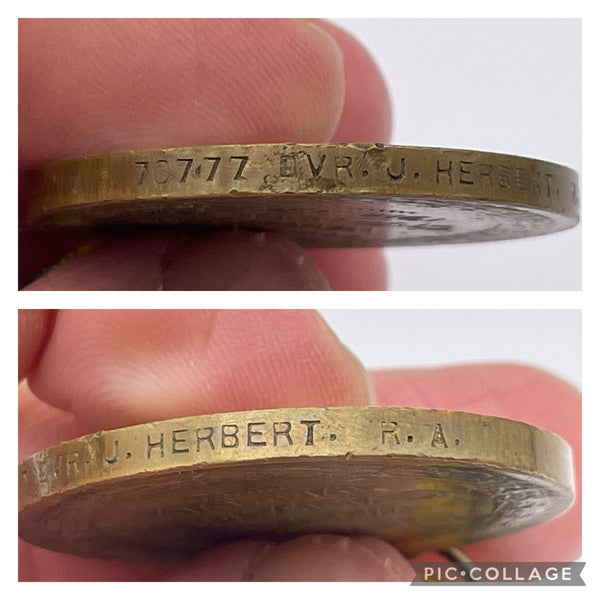 70777 DVR. J. HERBERT. R
DVR. J. HERBERT. R. A.
PIC•COLLAGE